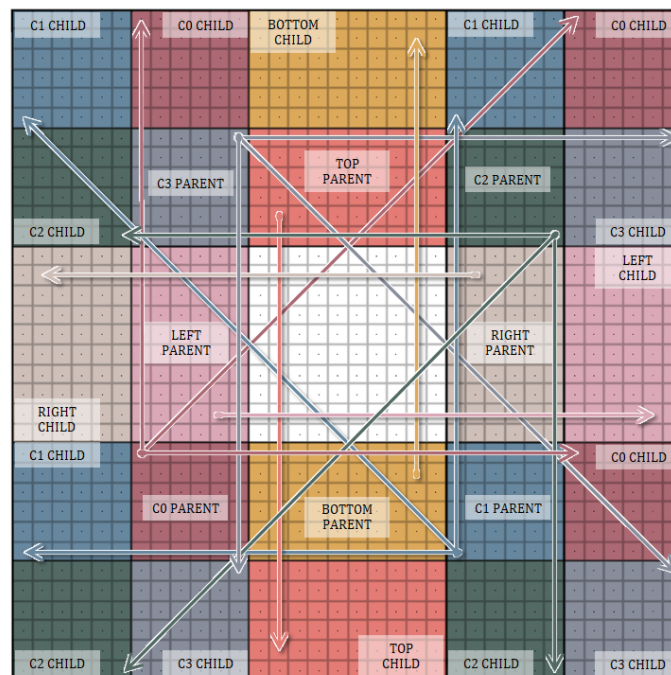 C1 CHILD
C0 CHILD
BOTTOM
CHILD
C1 CHILD
C0 CHILD
C3 PARENT
TOP
PARENT
C2 PARENT
C2 CHILD
C3 CHILD
LEFT
CHILD
LEFT
PARENT
RIGHT
PARENT
RIGHT
CHILD
C1 CHILD
C0 CHILD
C0 PARENT
BOTTOM
PARENT
C1 PARENT
C2 CHILD
C3 CHILD
TOP
CHILD
C2 CHILD
C3 CHILD